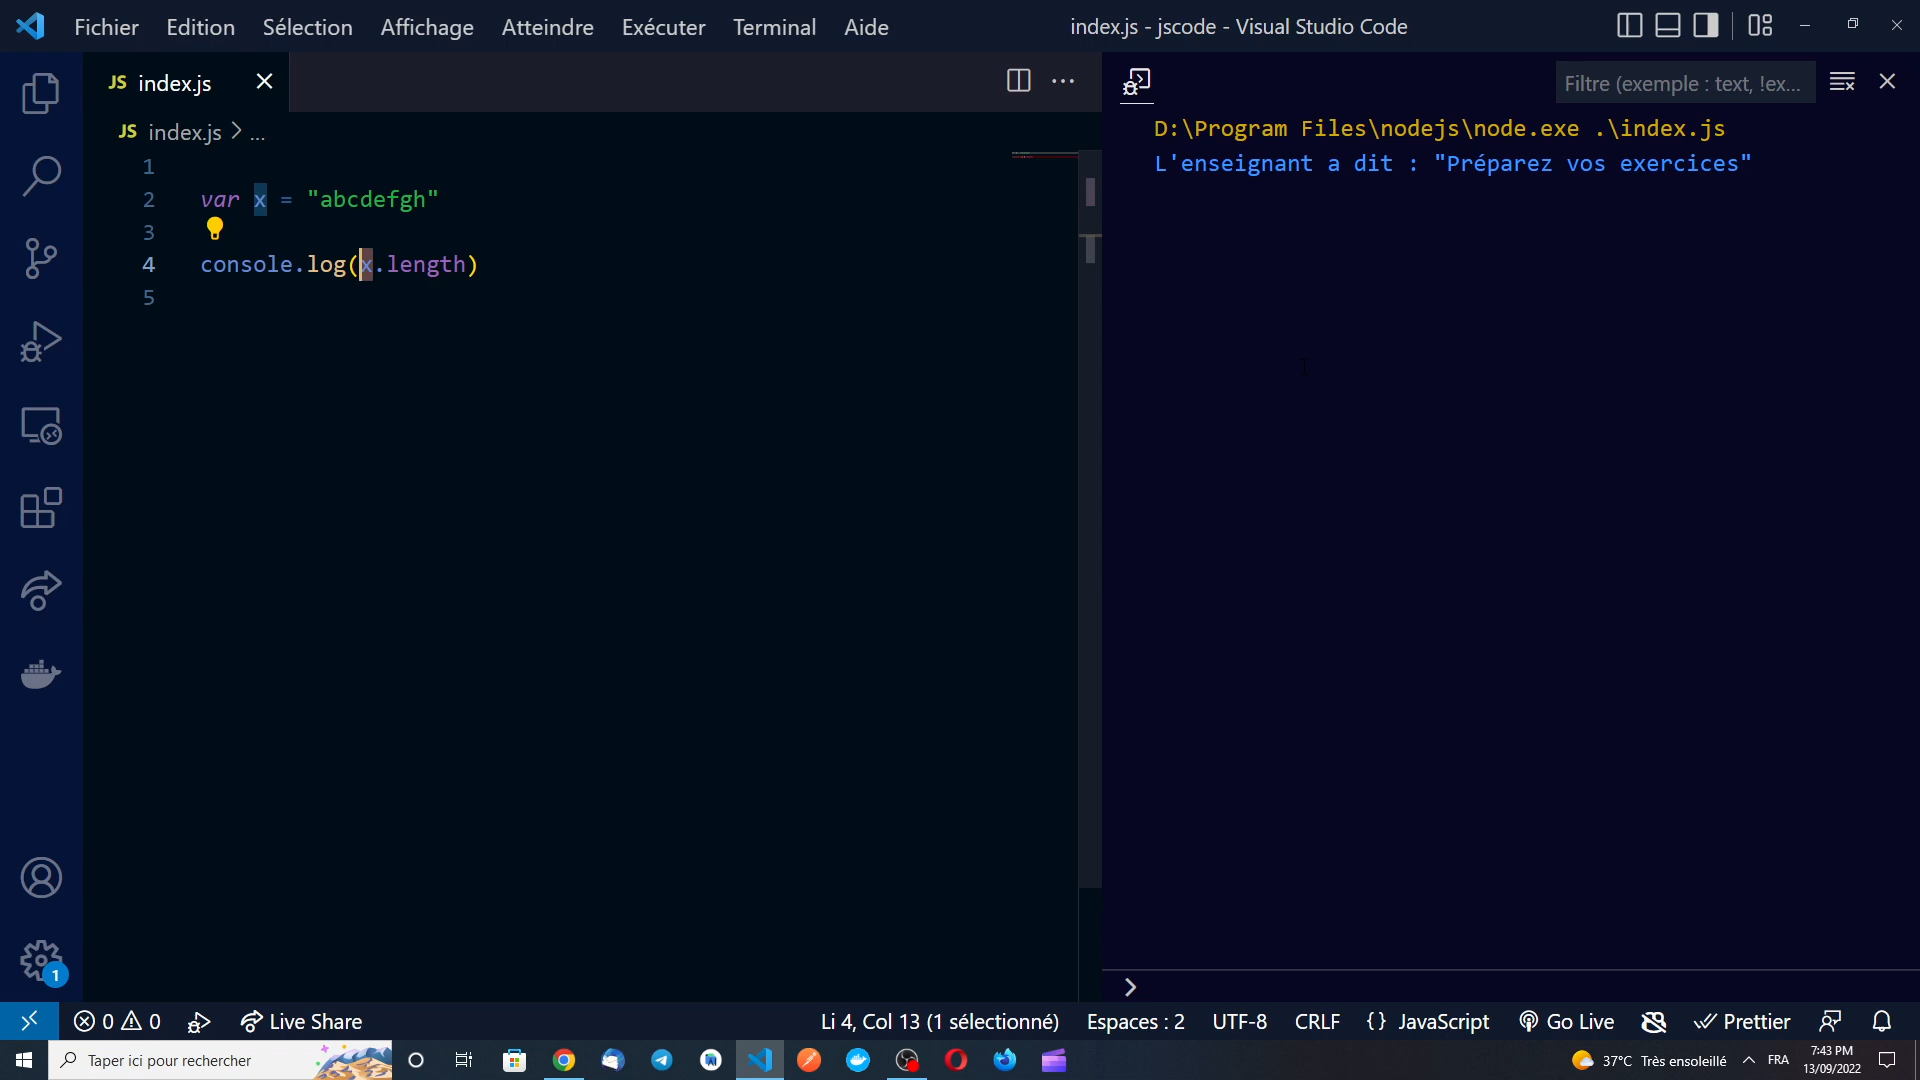 Fichier Edition Sélection Affichage Atteindre Exécuter Terminal Aide
index.js - jscode - Visual Studio Code
JS index.js
JS index.js > ...
1
2 var x = "abcdefgh"
3
4 console.log(x.length)
5
Filtre (exemple : text, !ex...
D:\Program Files\nodejs\node.exe .\index.js
L'enseignant a dit : "Préparez vos exercices"
1
0 0 Live Share
Li 4, Col 13 (1 sélectionné) Espaces : 2 UTF-8 CRLF {} JavaScript Go Live Prettier
Taper ici pour rechercher
37°C Très ensoleillé FRA
7:43 PM
13/09/2022